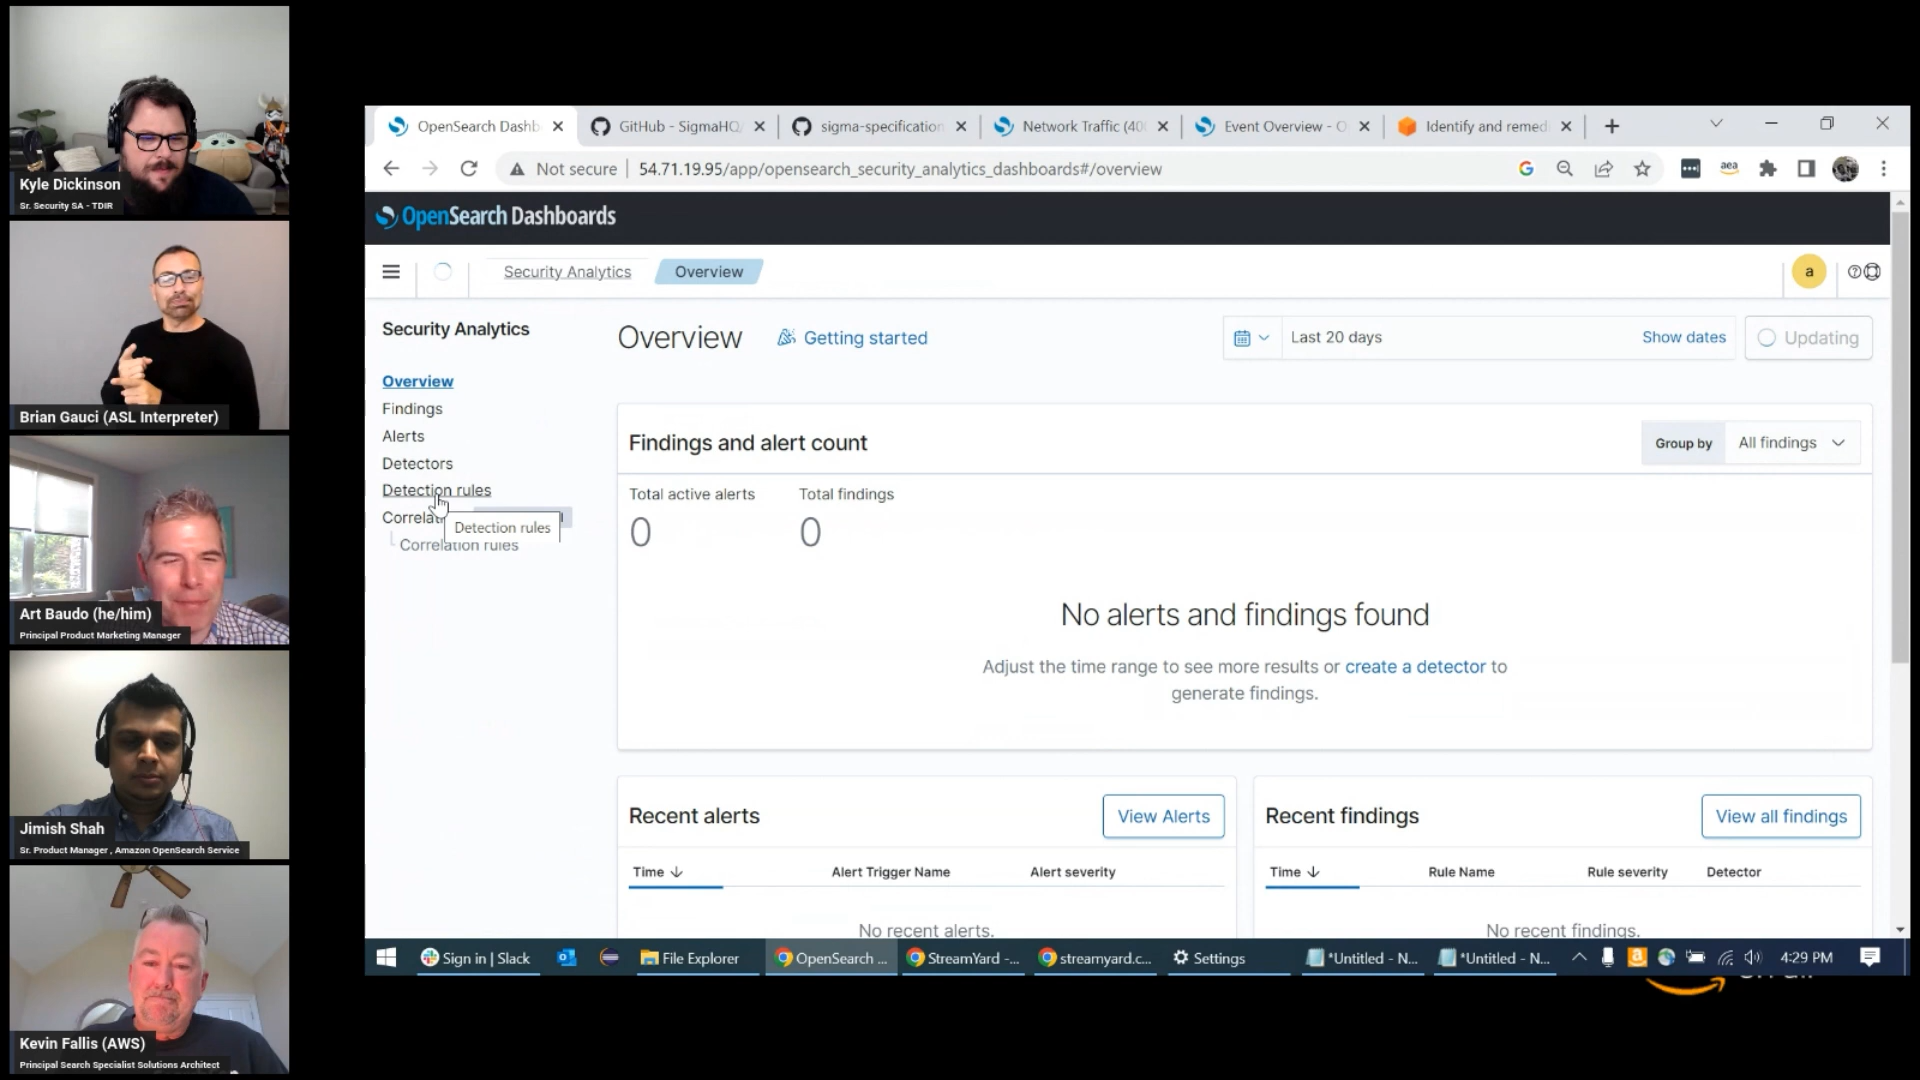 Kyle Dickinson
Sr. Security SA - TDIR
Brian Gauci (ASL Interpreter)
Art Baudo (he/him)
Principal Product Marketing Manager
Jimish Shah
Sr. Product Manager , Amazon OpenSearch Service
Kevin Fallis (AWS)
Principal Search Specialist Solutions Architect
OpenSearch Dashb
GitHub - SigmaHQ/
sigma-specification
Network Traffic (40
Event Overview - O
Identify and remed
Not secure
54.71.19.95/app/opensearch_security_analytics_dashboards#/overview
aea
OpenSearch Dashboards
Security Analytics
Overview
a
Security Analytics
Overview
Findings
Alerts
Detectors
Detection rules
Correlat
Detection rules
Correlation rules
Overview
Getting started
Last 20 days
Show dates
Updating
Findings and alert count
Group by
All findings
Total active alerts
Total findings
0
0
No alerts and findings found
Adjust the time range to see more results or create a detector to
generate findings.
Recent alerts
View Alerts
Time
Alert Trigger Name
Alert severity
No recent alerts.
Recent findings
View all findings
Time
Rule Name
Rule severity
Detector
No recent findings.
Sign in | Slack
File Explorer
OpenSearch ...
StreamYard -...
streamyard.c...
Settings
*Untitled - N...
*Untitled - N...
4:29 PM